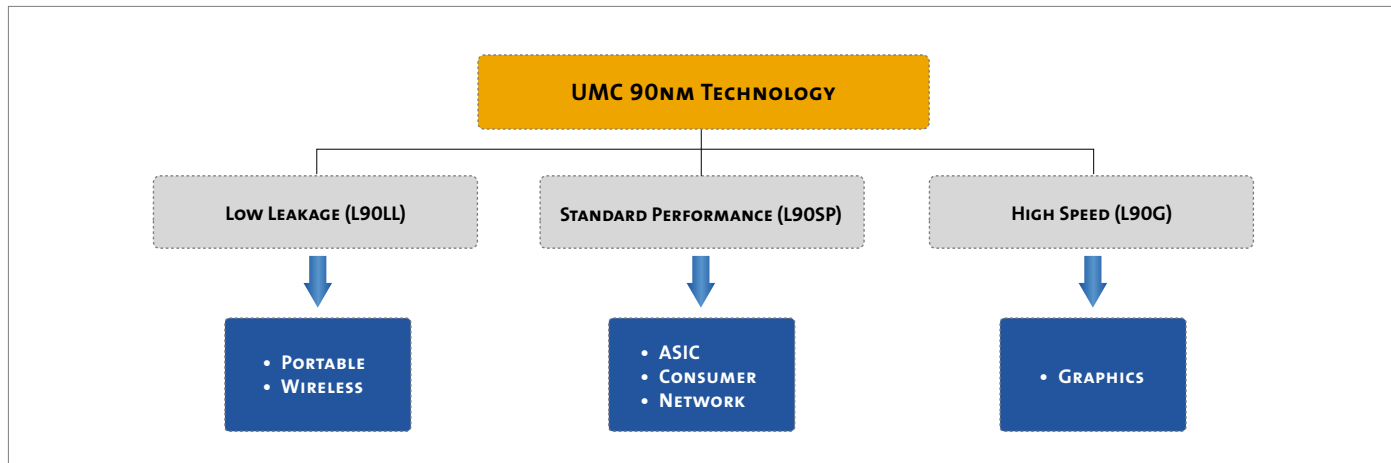 UMC 90nm Technology
Low Leakage (L90LL)
Standard Performance (L90SP)
High Speed (L90G)
• Portable
• Wireless
• ASIC
• Consumer
• Network
• Graphics